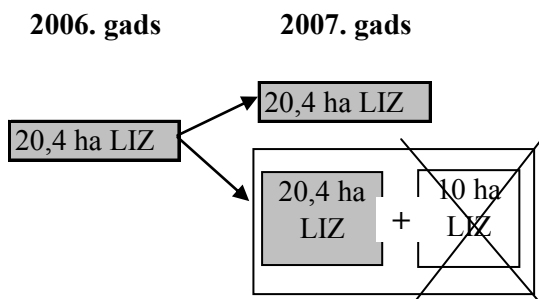 2006. gads 2007. gads
20,4 ha LIZ
20,4 ha LIZ
20,4 ha
LIZ
+
10 ha
LIZ